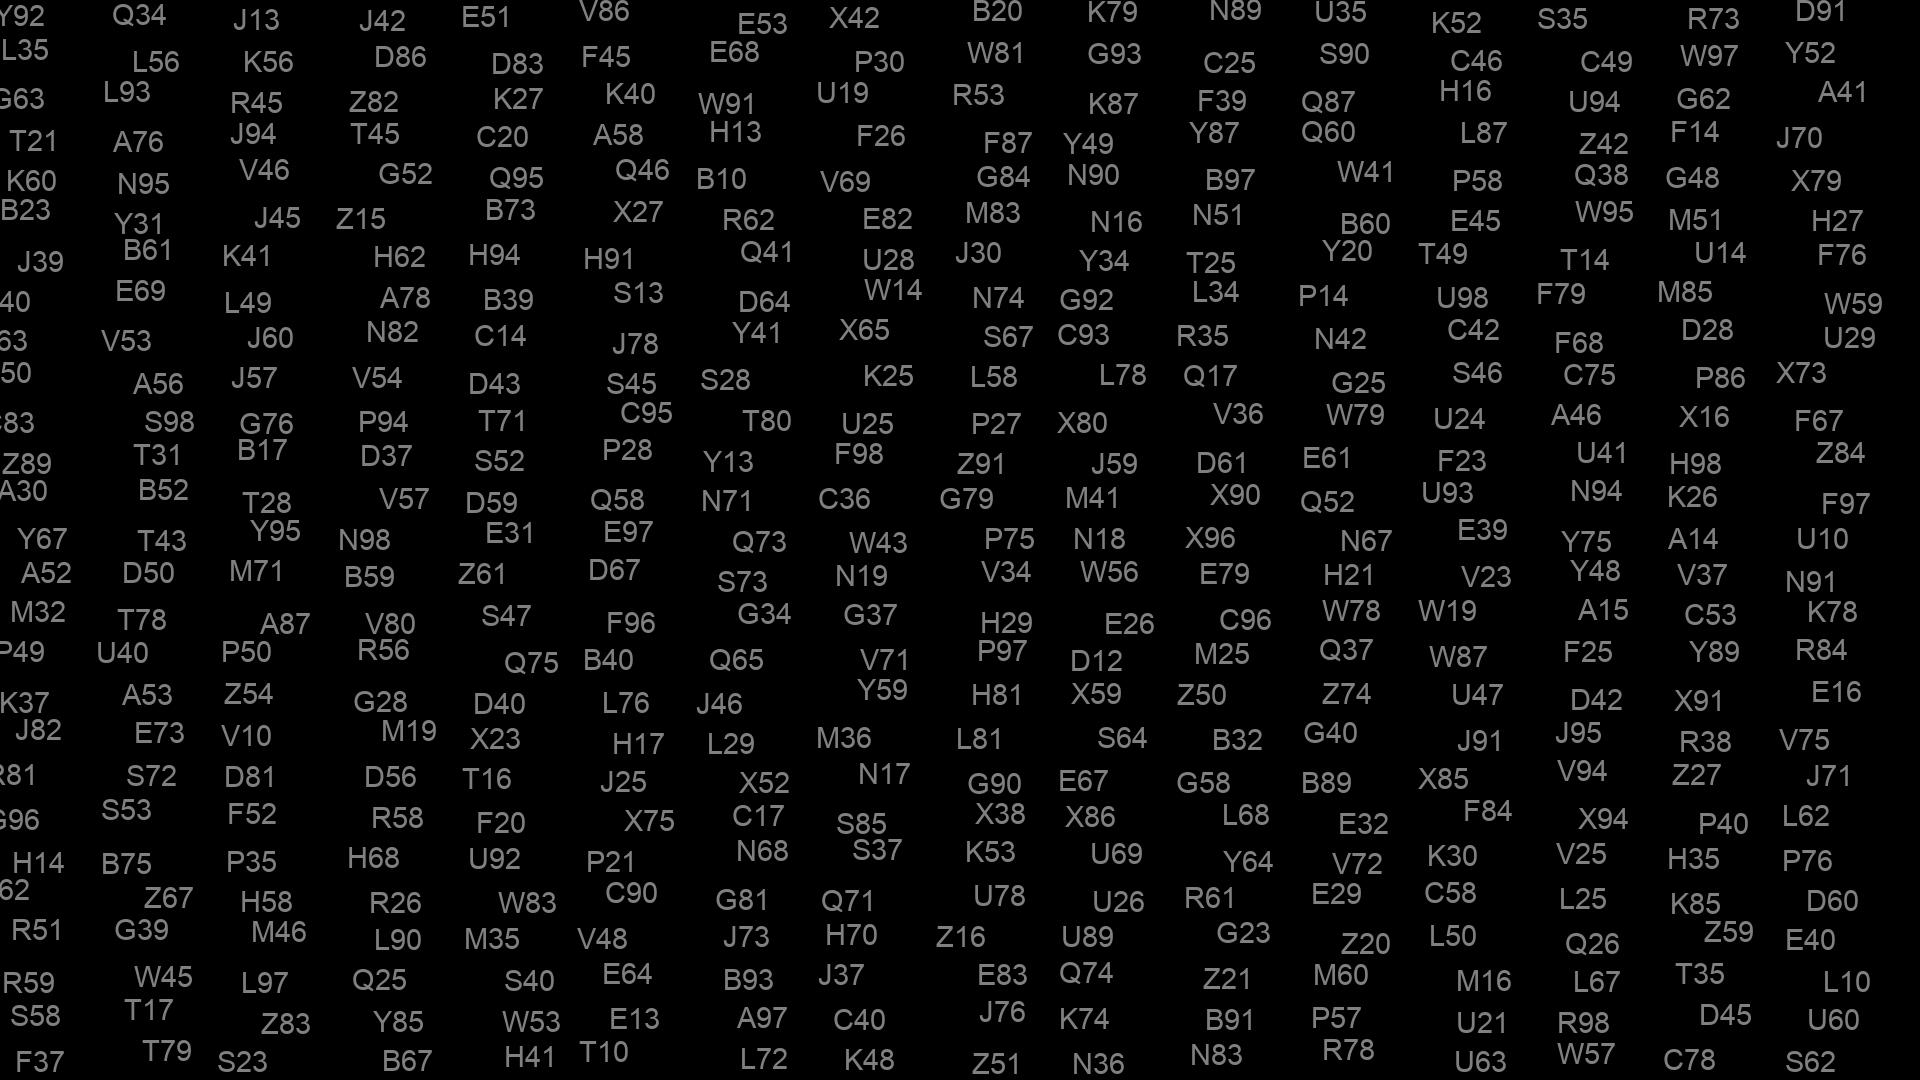 Y92 Q34 J13 J42 E51 V86 E53 X42 B20 K79 N89 U35 K52 S35 R73 D91
L35 L56 K56 D86 D83 F45 E68 P30 W81 G93 C25 S90 C46 C49 W97 Y52
G63 L93 R45 Z82 K27 K40 W91 U19 R53 K87 F39 Q87 H16 U94 G62 A41
T21 A76 J94 T45 C20 A58 H13 F26 F87 Y49 Y87 Q60 L87 Z42 F14 J70
K60 N95 V46 G52 Q95 Q46 B10 V69 G84 N90 B97 W41 P58 Q38 G48 X79
B23 Y31 J45 Z15 B73 X27 R62 E82 M83 N16 N51 B60 E45 W95 M51 H27
J39 B61 K41 H62 H94 H91 Q41 U28 J30 Y34 T25 Y20 T49 T14 U14 F76
40 E69 L49 A78 B39 S13 D64 W14 N74 G92 L34 P14 U98 F79 M85 W59
63 V53 J60 N82 C14 J78 Y41 X65 S67 C93 R35 N42 C42 F68 D28 U29
50 A56 J57 V54 D43 S45 S28 K25 L58 L78 Q17 G25 S46 C75 P86 X73
83 S98 G76 P94 T71 C95 T80 U25 P27 X80 V36 W79 U24 A46 X16 F67
Z89 T31 B17 D37 S52 P28 Y13 F98 Z91 J59 D61 E61 F23 U41 H98 Z84
A30 B52 T28 V57 D59 Q58 N71 C36 G79 M41 X90 Q52 U93 N94 K26 F97
Y67 T43 Y95 N98 E31 E97 Q73 W43 P75 N18 X96 N67 E39 Y75 A14 U10
A52 D50 M71 B59 Z61 D67 S73 N19 V34 W56 E79 H21 V23 Y48 V37 N91
M32 T78 A87 V80 S47 F96 G34 G37 H29 E26 C96 W78 W19 A15 C53 K78
P49 U40 P50 R56 Q75 B40 Q65 V71 P97 D12 M25 Q37 W87 F25 Y89 R84
K37 A53 Z54 G28 D40 L76 J46 Y59 H81 X59 Z50 Z74 U47 D42 X91 E16
J82 E73 V10 M19 X23 H17 L29 M36 L81 S64 B32 G40 J91 J95 R38 V75
R81 S72 D81 D56 T16 J25 X52 N17 G90 E67 G58 B89 X85 V94 Z27 J71
G96 S53 F52 R58 F20 X75 C17 S85 X38 X86 L68 E32 F84 X94 P40 L62
H14 B75 P35 H68 U92 P21 N68 S37 K53 U69 Y64 V72 K30 V25 H35 P76
62 Z67 H58 R26 W83 C90 G81 Q71 U78 U26 R61 E29 C58 L25 K85 D60
R51 G39 M46 L90 M35 V48 J73 H70 Z16 U89 G23 Z20 L50 Q26 Z59 E40
R59 W45 L97 Q25 S40 E64 B93 J37 E83 Q74 Z21 M60 M16 L67 T35 L10
S58 T17 Z83 Y85 W53 E13 A97 C40 J76 K74 B91 P57 U21 R98 D45 U60
F37 T79 S23 B67 H41 T10 L72 K48 Z51 N36 N83 R78 U63 W57 C78 S62